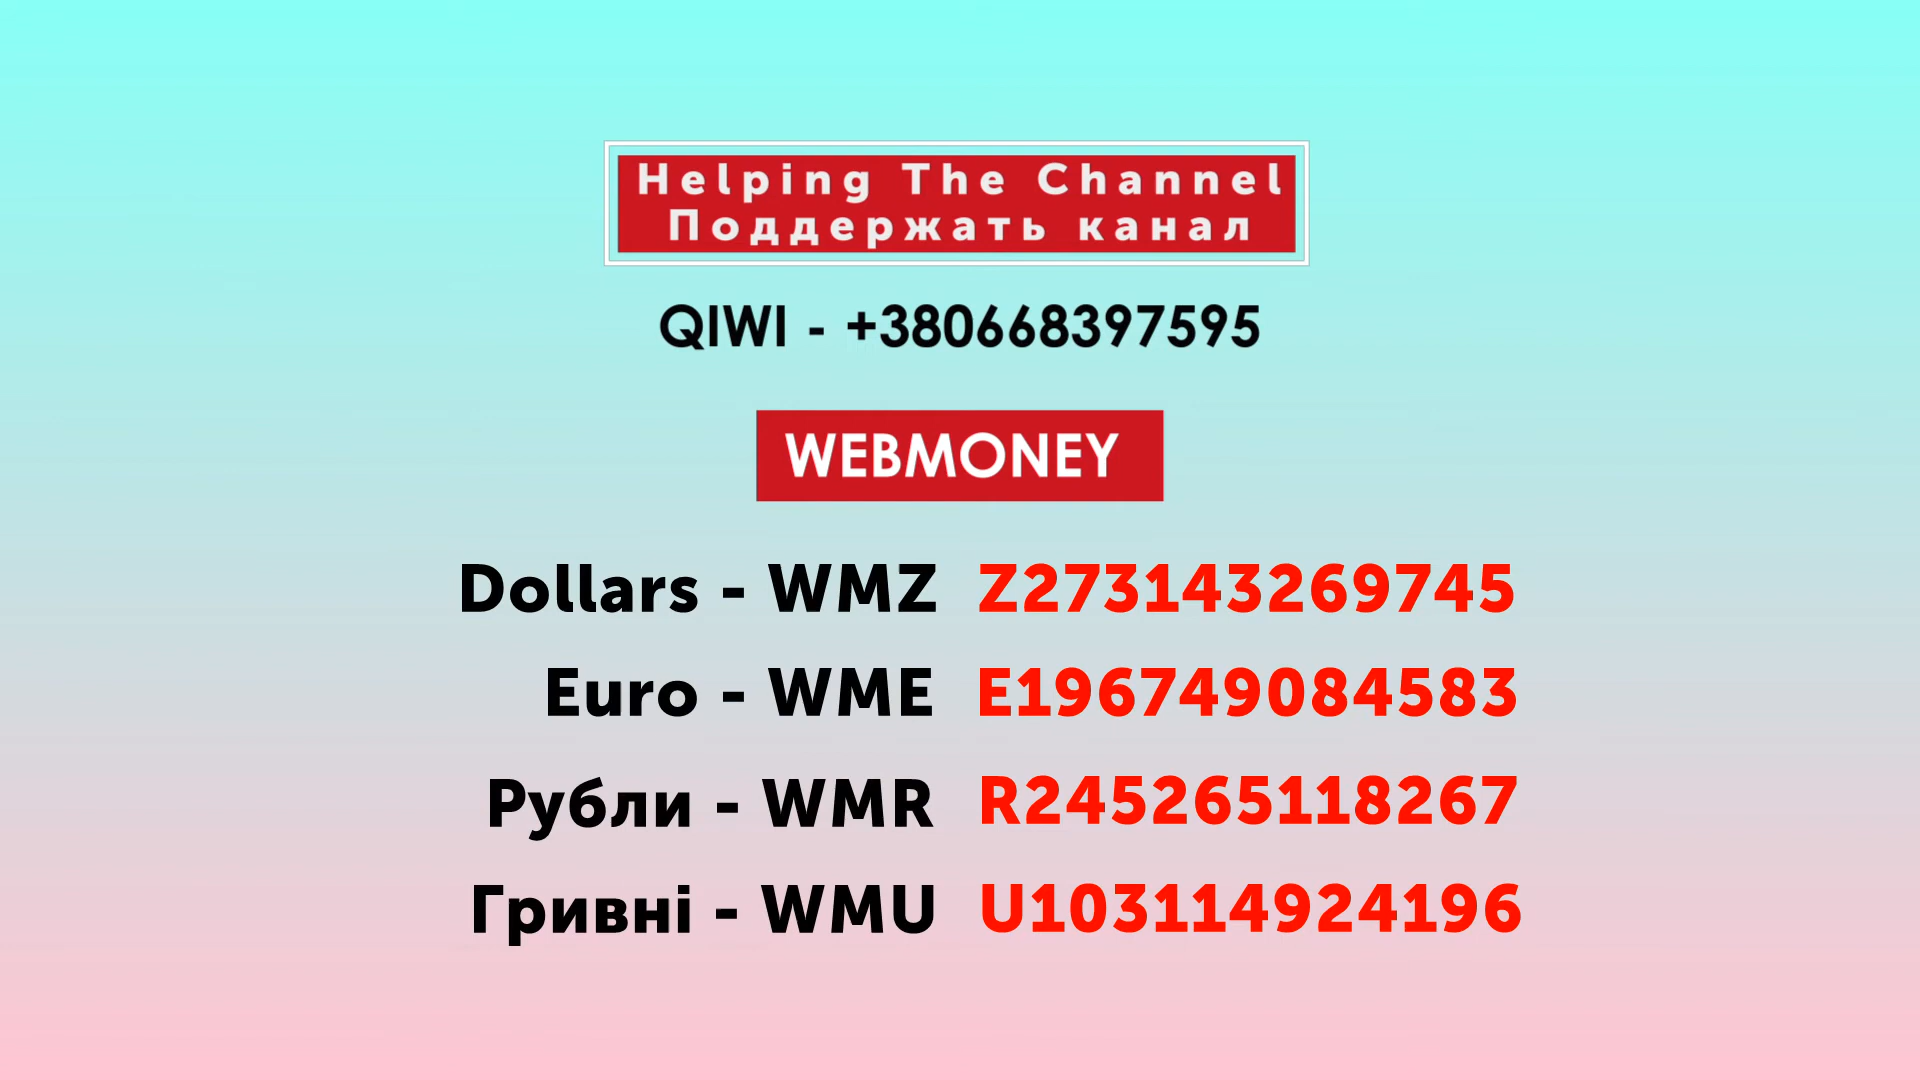 Helping The Channel
Поддержать канал
QIWI - +380668397595
WEBMONEY
Dollars - WMZ Z273143269745
Euro - WME E196749084583
Рубли - WMR R245265118267
Гривні - WMU U103114924196